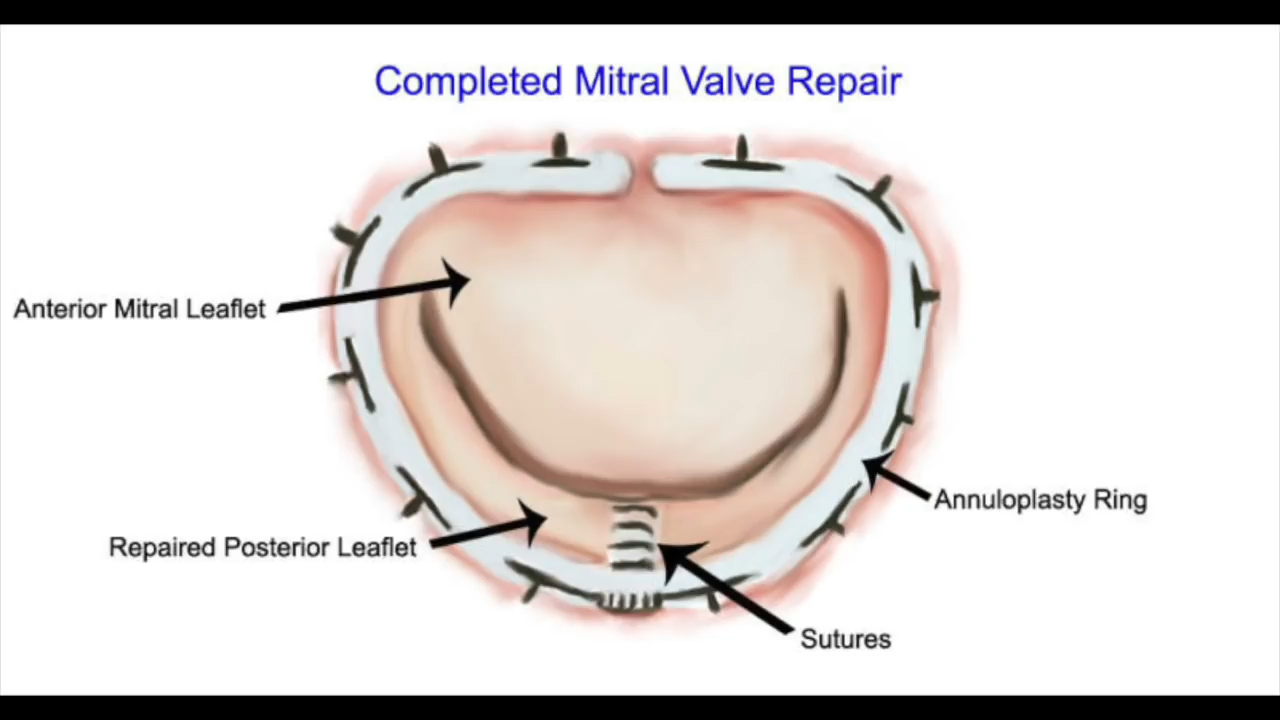 Completed Mitral Valve Repair
Anterior Mitral Leaflet
Annuloplasty Ring
Repaired Posterior Leaflet
Sutures